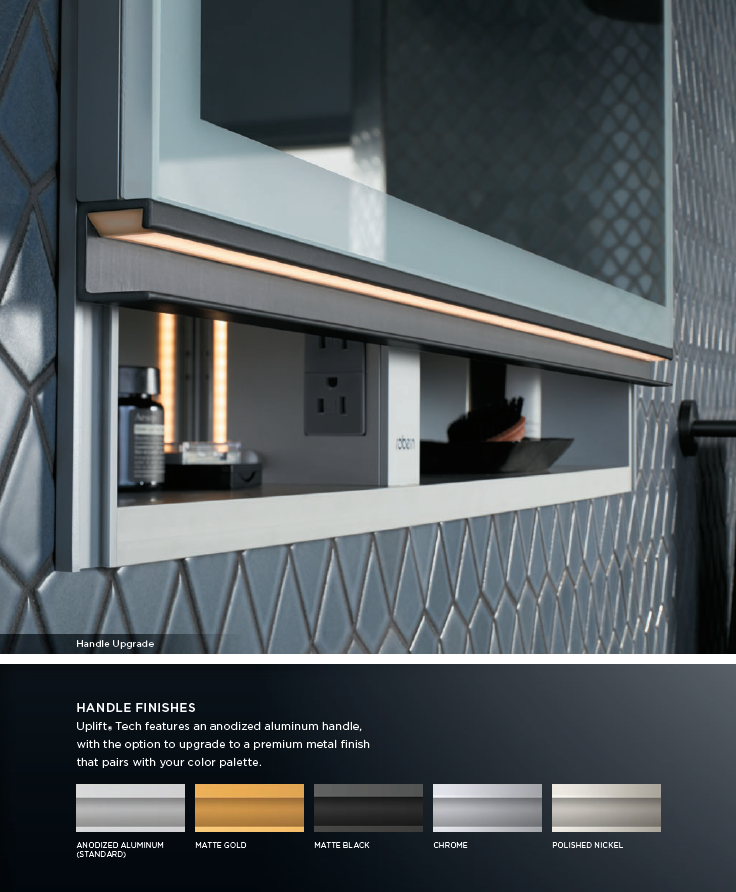 Handle Upgrade
HANDLE FINISHES
Uplift® Tech features an anodized aluminum handle,
with the option to upgrade to a premium metal finish
that pairs with your color palette.
ANODIZED ALUMINUM
(STANDARD)
MATTE GOLD
MATTE BLACK
CHROME
POLISHED NICKEL